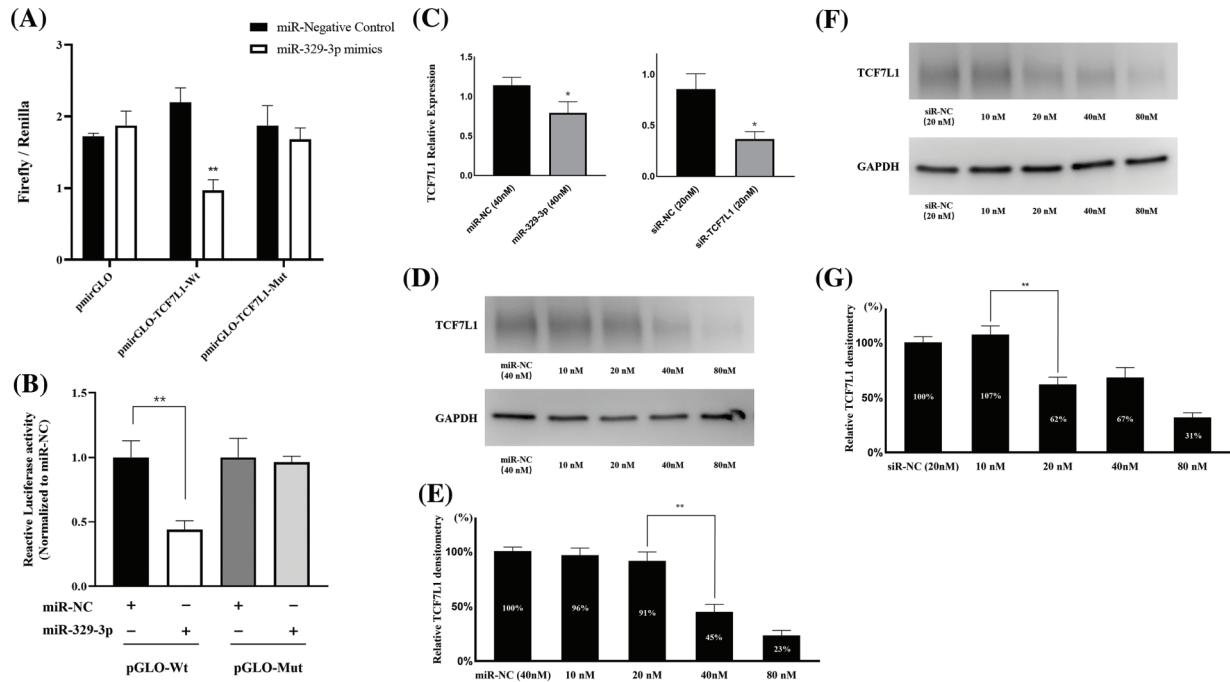 (A)
miR-Negative Control
miR-329-3p mimics
Firefly / Renilla
3
2
1
0
**
pmirGLO
pmirGLO-TCF7L1-Wt
pmirGLO-TCF7L1-Mut
(B)
Reactive Luciferase activity
(Normalized to miR-NC)
1.5
1.0
0.5
0.0
**
miR-NC + – + –
miR-329-3p – + – +
pGLO-Wt pGLO-Mut
(C)
TCF7L1 Relative Expression
1.5
1.0
0.5
0.0
*
miR-NC (40nM)
miR-329-3p (40nM)
1.0
0.5
0.0
*
siR-NC (20nM)
siR-TCF7L1 (20nM)
(D)
TCF7L1
miR-NC
(40 nM)
10 nM 20 nM 40nM 80nM
GAPDH
miR-NC
(40 nM)
10 nM 20 nM 40nM 80nM
(E)
Relative TCF7L1 densitometry
(%)
100%
50%
0%
**
100% 96% 91% 45% 23%
miR-NC (40nM) 10 nM 20 nM 40nM 80 nM
(F)
TCF7L1
siR-NC
(20 nM)
10 nM 20 nM 40nM 80nM
GAPDH
siR-NC
(20 nM)
10 nM 20 nM 40nM 80nM
(G)
Relative TCF7L1 densitometry
(%)
100%
50%
0%
**
100% 107% 62% 67% 31%
siR-NC (20nM) 10 nM 20 nM 40nM 80 nM